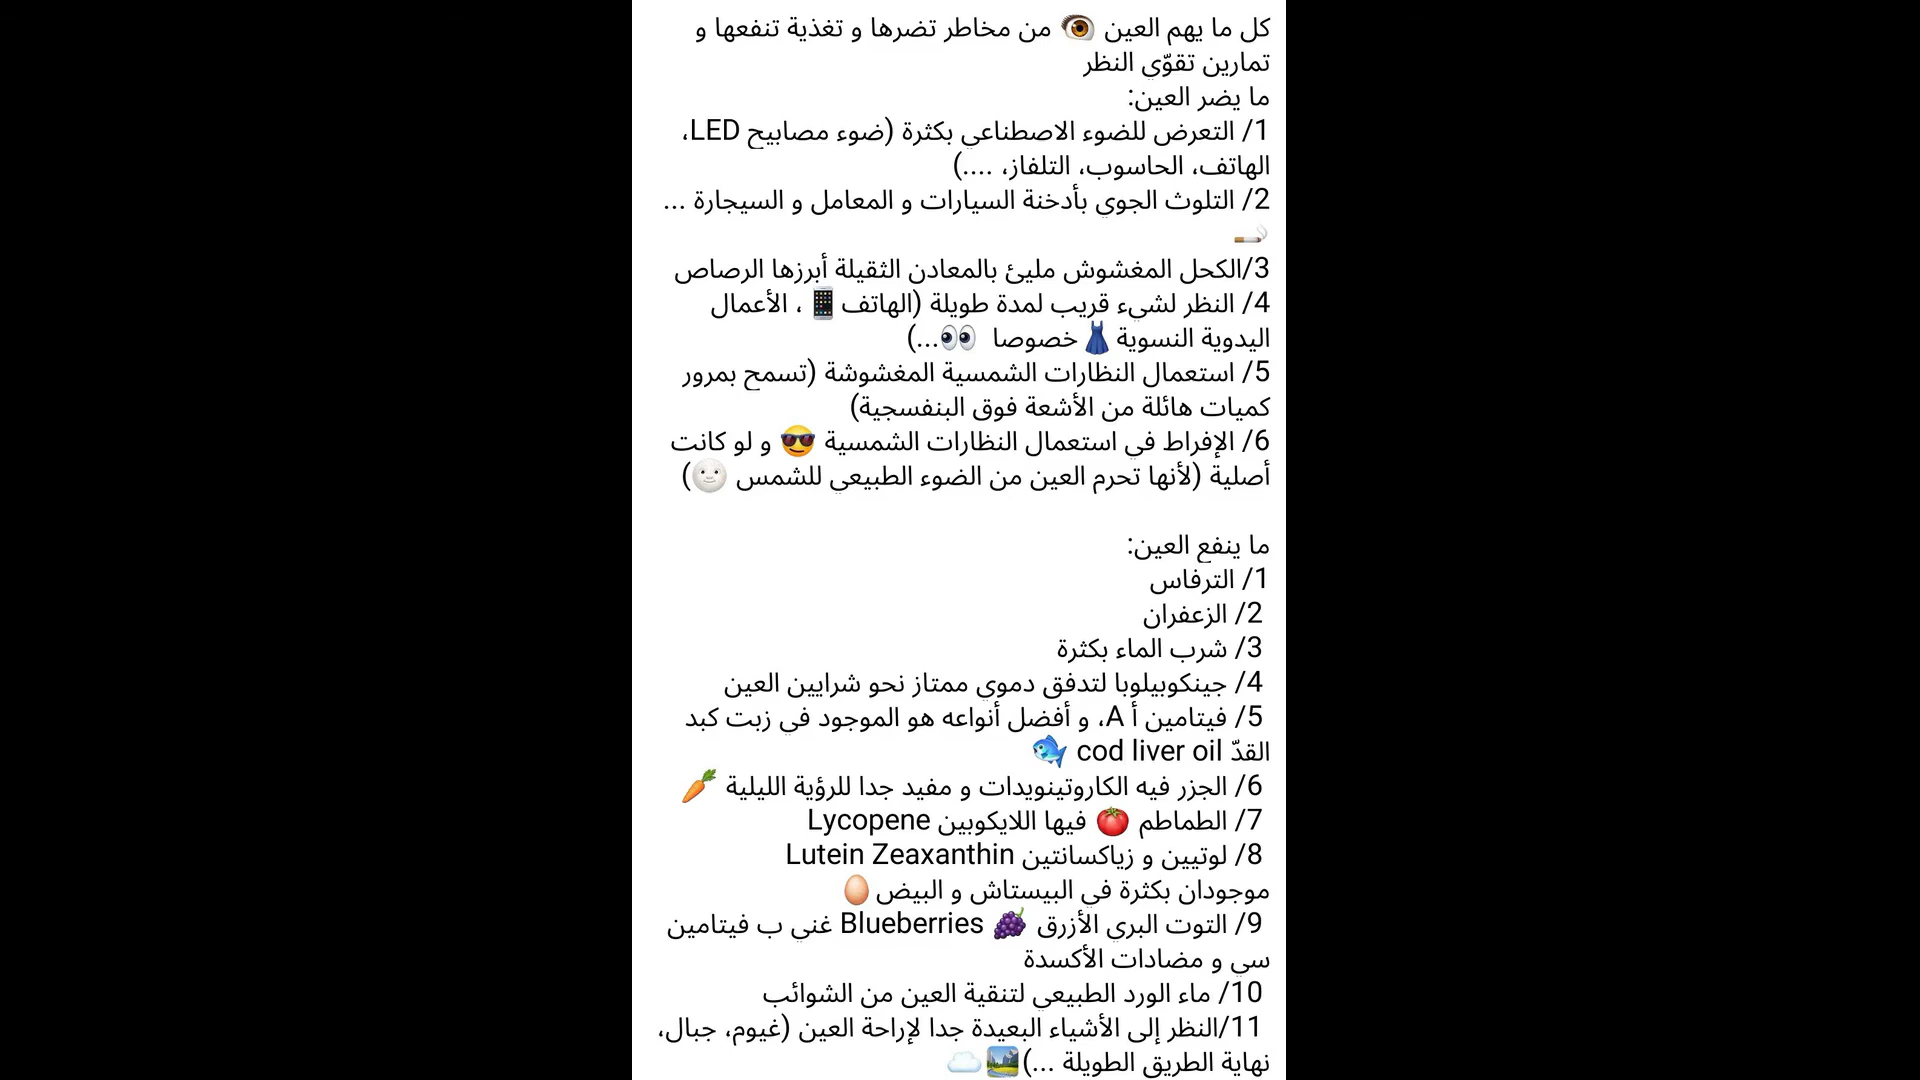 كل ما يهم العين 👁️ من مخاطر تضرها و تغذية تنفعها و
تمارين تقوّي النظر
ما يضر العين:
1/ التعرض للضوء الاصطناعي بكثرة (ضوء مصابيح LED،
الهاتف، الحاسوب، التلفاز، ....)
2/ التلوث الجوي بأدخنة السيارات و المعامل و السيجارة ...
🚬
3/الكحل المغشوش مليئ بالمعادن الثقيلة أبرزها الرصاص
4/ النظر لشيء قريب لمدة طويلة (الهاتف📱، الأعمال
اليدوية النسوية👗خصوصا 👀...)
5/ استعمال النظارات الشمسية المغشوشة (تسمح بمرور
كميات هائلة من الأشعة فوق البنفسجية)
6/ الإفراط في استعمال النظارات الشمسية 😎 و لو كانت
أصلية (لأنها تحرم العين من الضوء الطبيعي للشمس 🌝)
ما ينفع العين:
1/ الترفاس
2/ الزعفران
3/ شرب الماء بكثرة
4/ جينكوبيلوبا لتدفق دموي ممتاز نحو شرايين العين
5/ فيتامين أ A، و أفضل أنواعه هو الموجود في زيت كبد
القدّ cod liver oil 🐟
6/ الجزر فيه الكاروتينويدات و مفيد جدا للرؤية الليلية 🥕
7/ الطماطم 🍅 فيها اللايكوبين Lycopene
8/ لوتيين و زياكسانتين Lutein Zeaxanthin
موجودان بكثرة في البيستاش و البيض🥚
9/ التوت البري الأزرق 🍇 Blueberries غني ب فيتامين
سي و مضادات الأكسدة
10/ ماء الورد الطبيعي لتنقية العين من الشوائب
11/النظر إلى الأشياء البعيدة جدا لإراحة العين (غيوم، جبال،
نهاية الطريق الطويلة ...)🏞️☁️